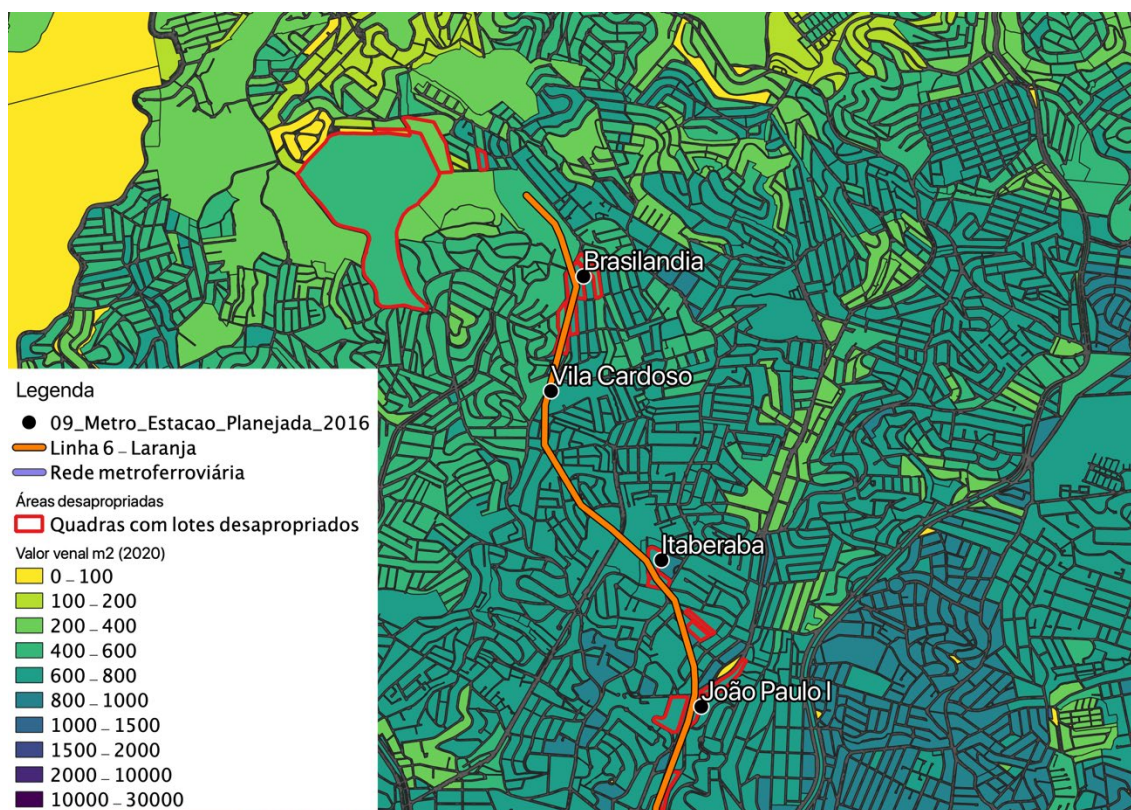 Brasilandia
Vila Cardoso
Itaberaba
João Paulo I
Legenda
09_Metro_Estacao_Planejada_2016
Linha 6 – Laranja
Rede metroferroviária
Áreas desapropriadas
Quadras com lotes desapropriados
Valor venal m2 (2020)
0 – 100
100 – 200
200 – 400
400 – 600
600 – 800
800 – 1000
1000 – 1500
1500 – 2000
2000 – 10000
10000 – 30000